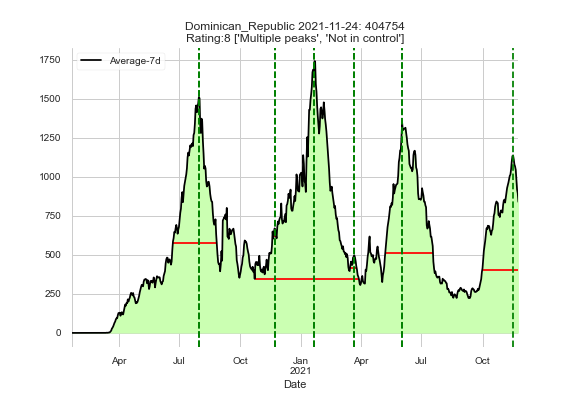 Dominican_Republic 2021-11-24: 404754
Rating:8 ['Multiple peaks', 'Not in control']
Average-7d
1750
1500
1250
1000
750
500
250
0
Apr Jul Oct Jan Apr Jul Oct
2021
Date